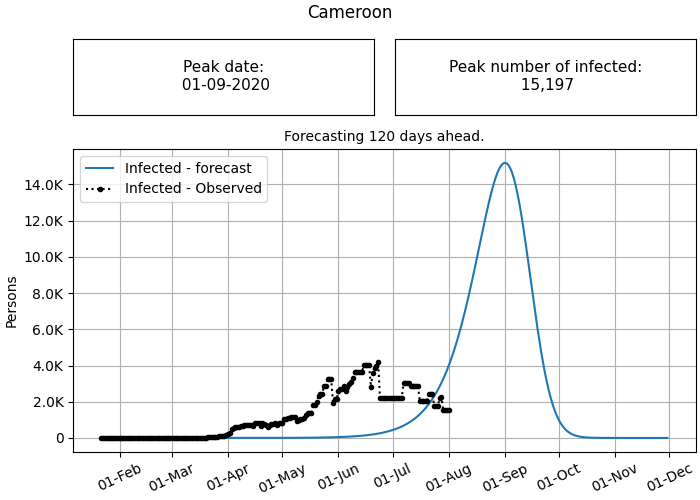 Cameroon
Peak date:
01-09-2020
Peak number of infected:
15,197
Forecasting 120 days ahead.
Infected - forecast
Infected - Observed
Persons
14.0K
12.0K
10.0K
8.0K
6.0K
4.0K
2.0K
0
01-Feb
01-Mar
01-Apr
01-May
01-Jun
01-Jul
01-Aug
01-Sep
01-Oct
01-Nov
01-Dec